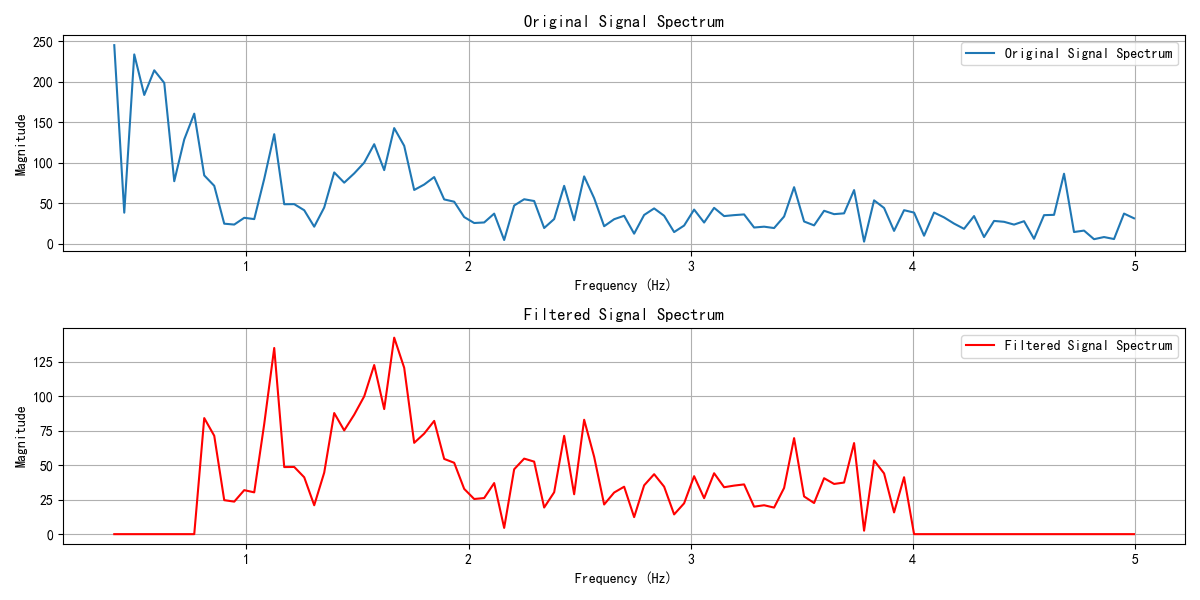 Original Signal Spectrum
250
200
150
100
50
0
Magnitude
Original Signal Spectrum
1 2 3 4 5
Frequency (Hz)
Filtered Signal Spectrum
125
100
75
50
25
0
Magnitude
Filtered Signal Spectrum
1 2 3 4 5
Frequency (Hz)